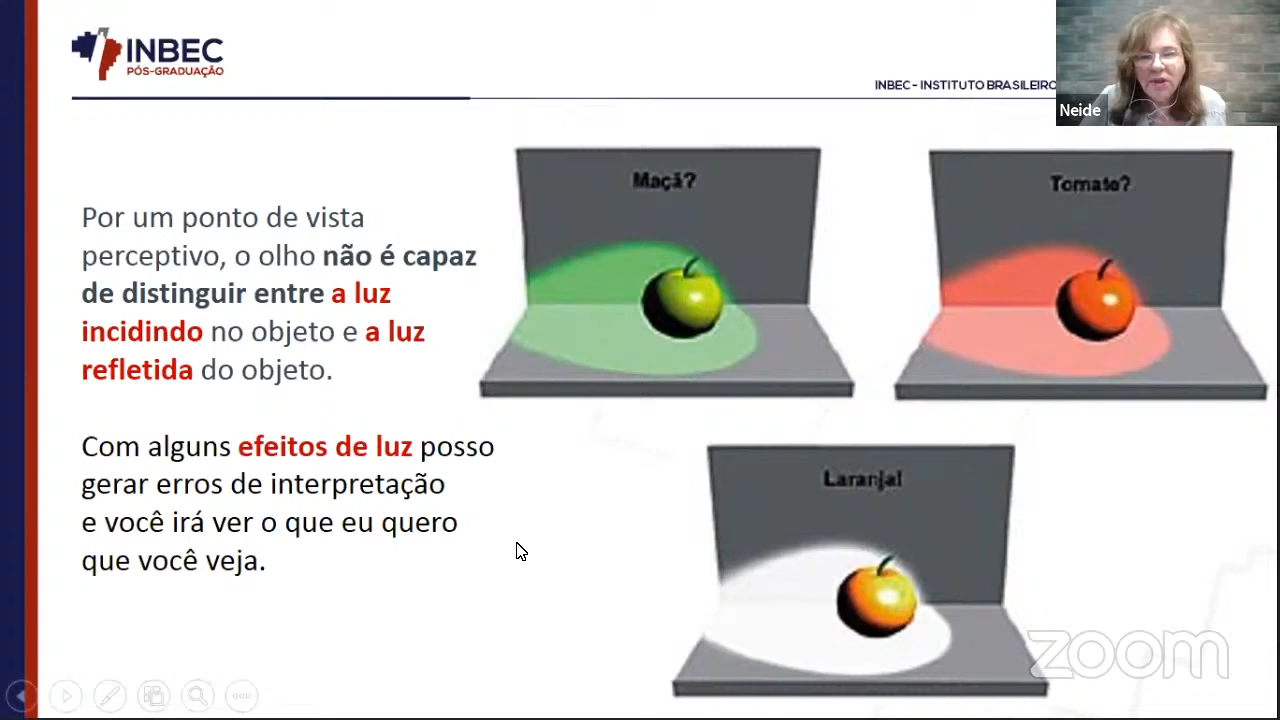 INBEC
PÓS-GRADUAÇÃO
INBEC - INSTITUTO BRASILEIRO
Neide
Maçã?
Tomate?
Por um ponto de vista
perceptivo, o olho não é capaz
de distinguir entre a luz
incidindo no objeto e a luz
refletida do objeto.
Com alguns efeitos de luz posso
gerar erros de interpretação
e você irá ver o que eu quero
que você veja.
Laranja!
zoom